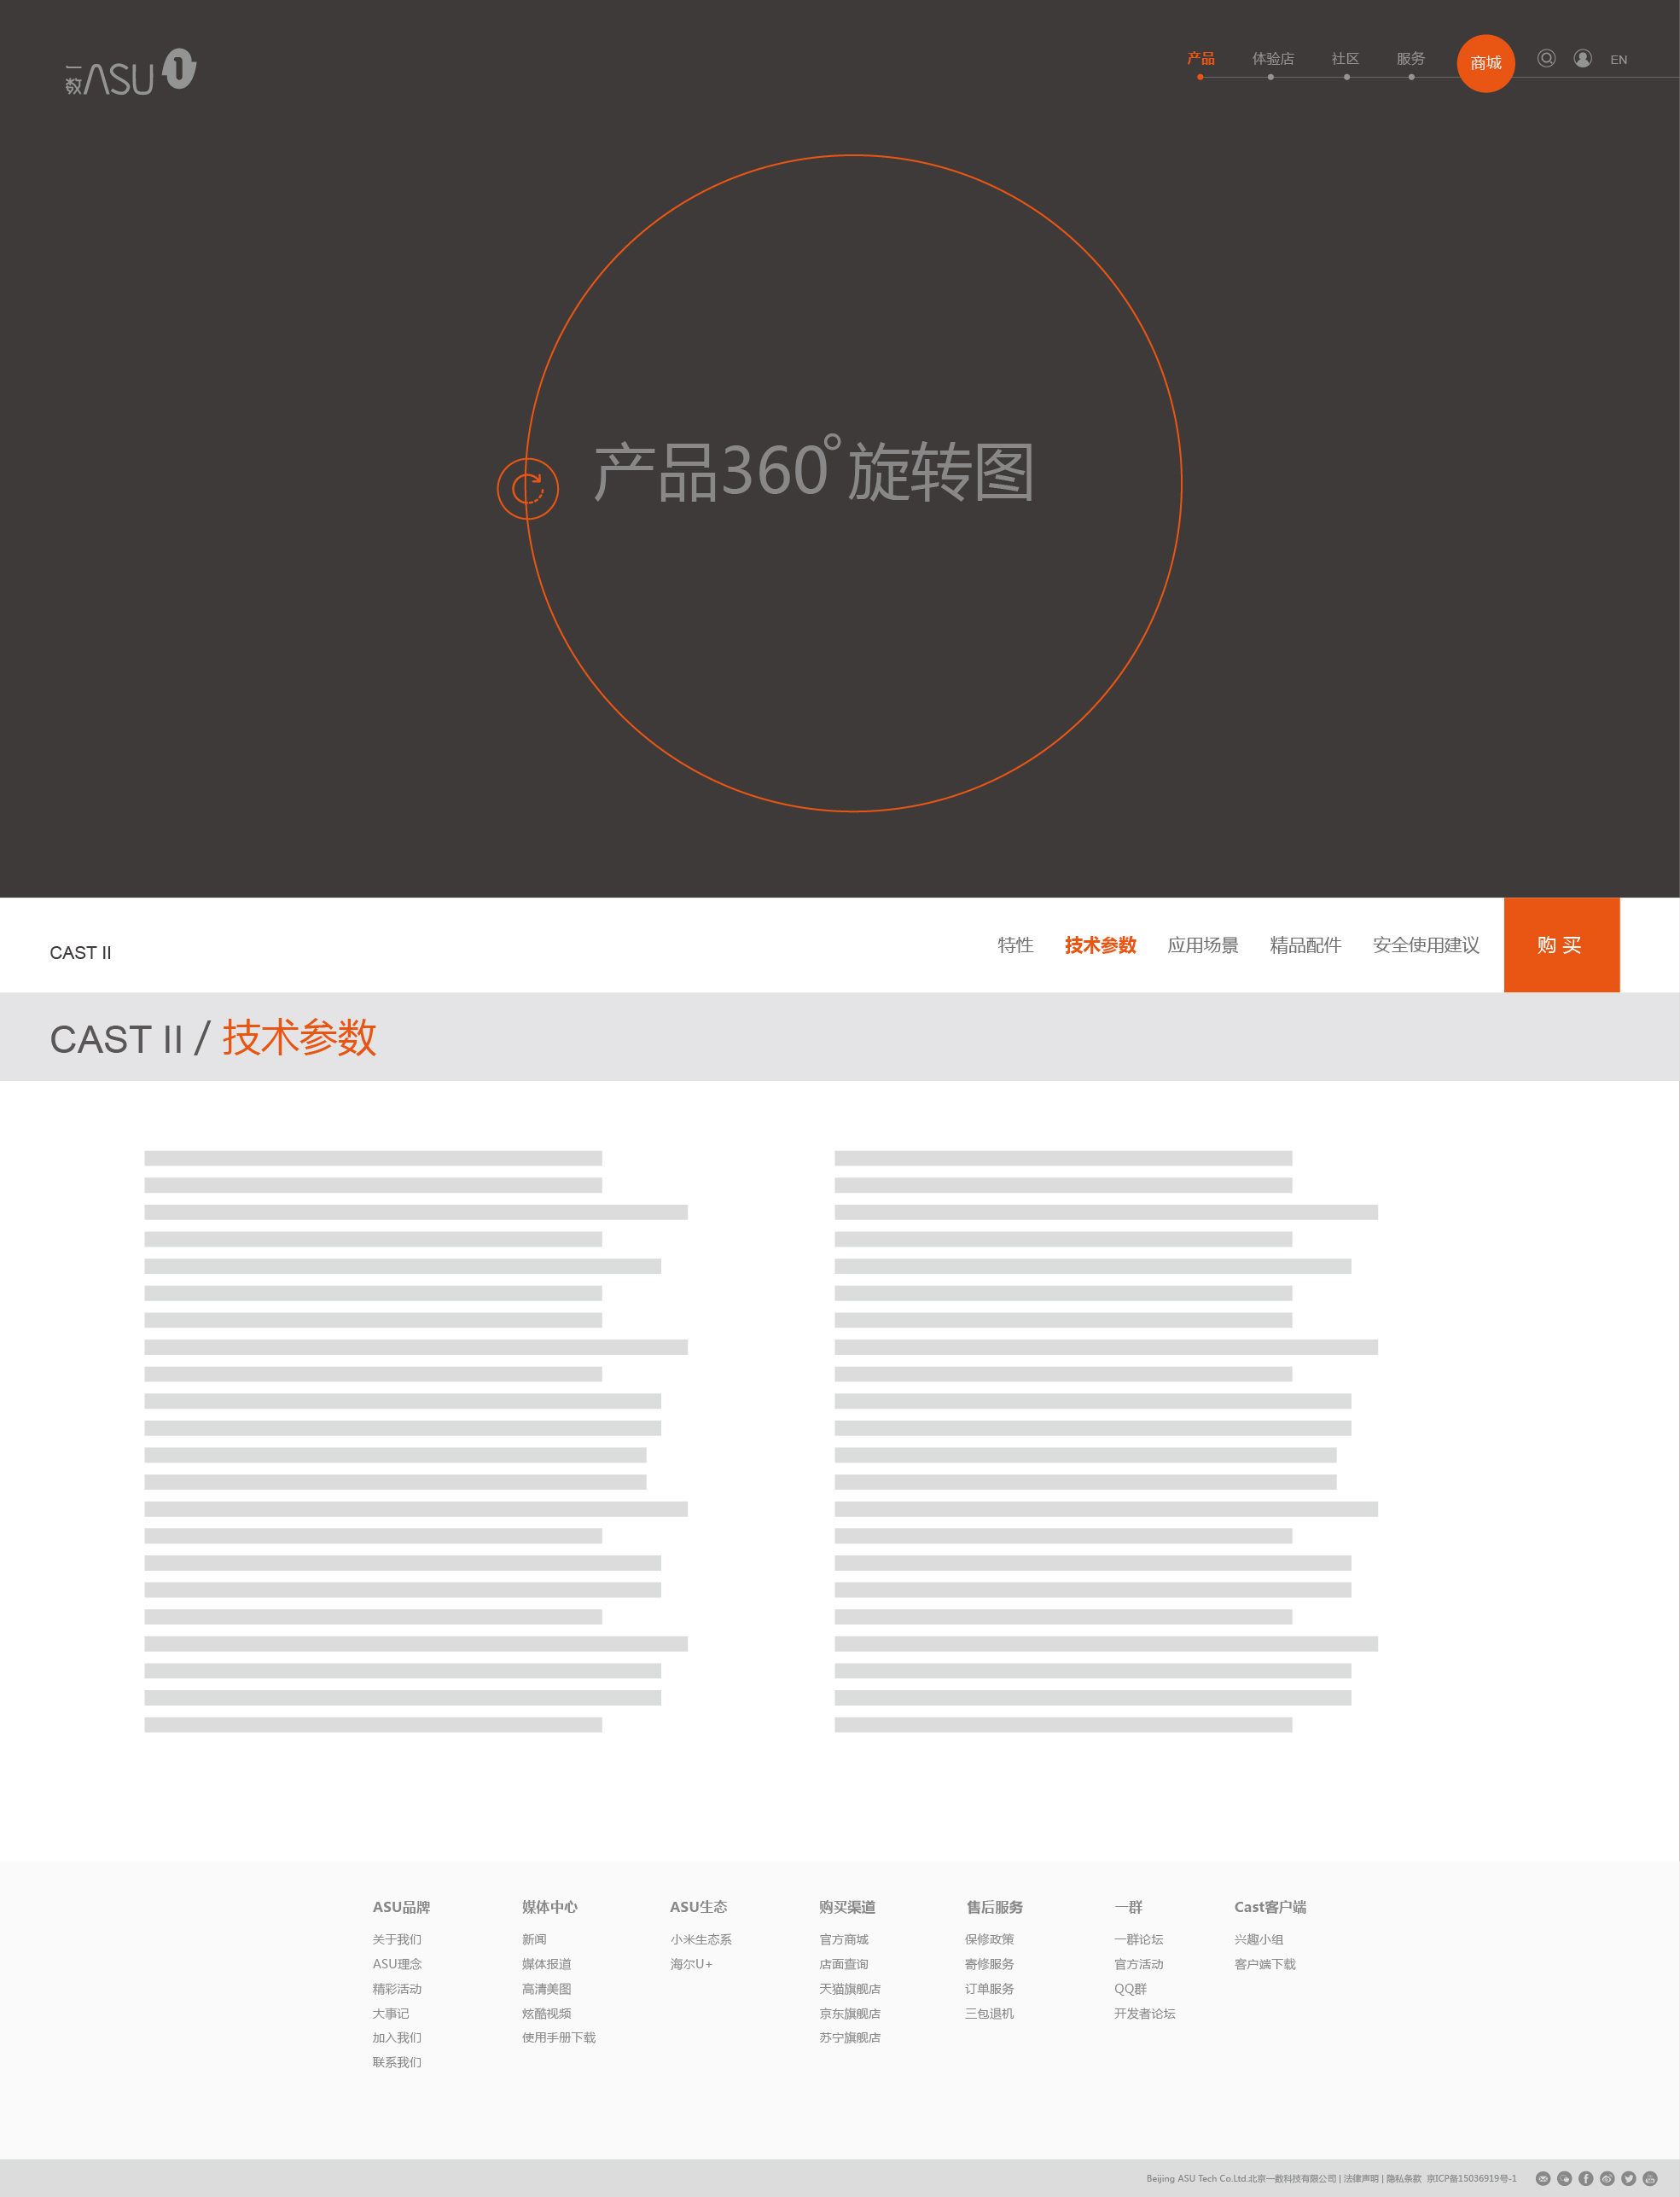 一数 ASU
产品 体验店 社区 服务 商城 EN
产品360°旋转图
CAST II 特性 技术参数 应用场景 精品配件 安全使用建议 购 买
CAST II / 技术参数
ASU品牌 媒体中心 ASU生态 购买渠道 售后服务 一群 Cast客户端
关于我们 新闻 小米生态系 官方商城 保修政策 一群论坛 兴趣小组
ASU理念 媒体报道 海尔U+ 店面查询 寄修服务 官方活动 客户端下载
精彩活动 高清美图 天猫旗舰店 订单服务 QQ群
大事记 炫酷视频 京东旗舰店 三包退机 开发者论坛
加入我们 使用手册下载 苏宁旗舰店
联系我们
Beijing ASU Tech Co.Ltd.北京一数科技有限公司 | 法律声明 | 隐私条款 京ICP备15036919号-1